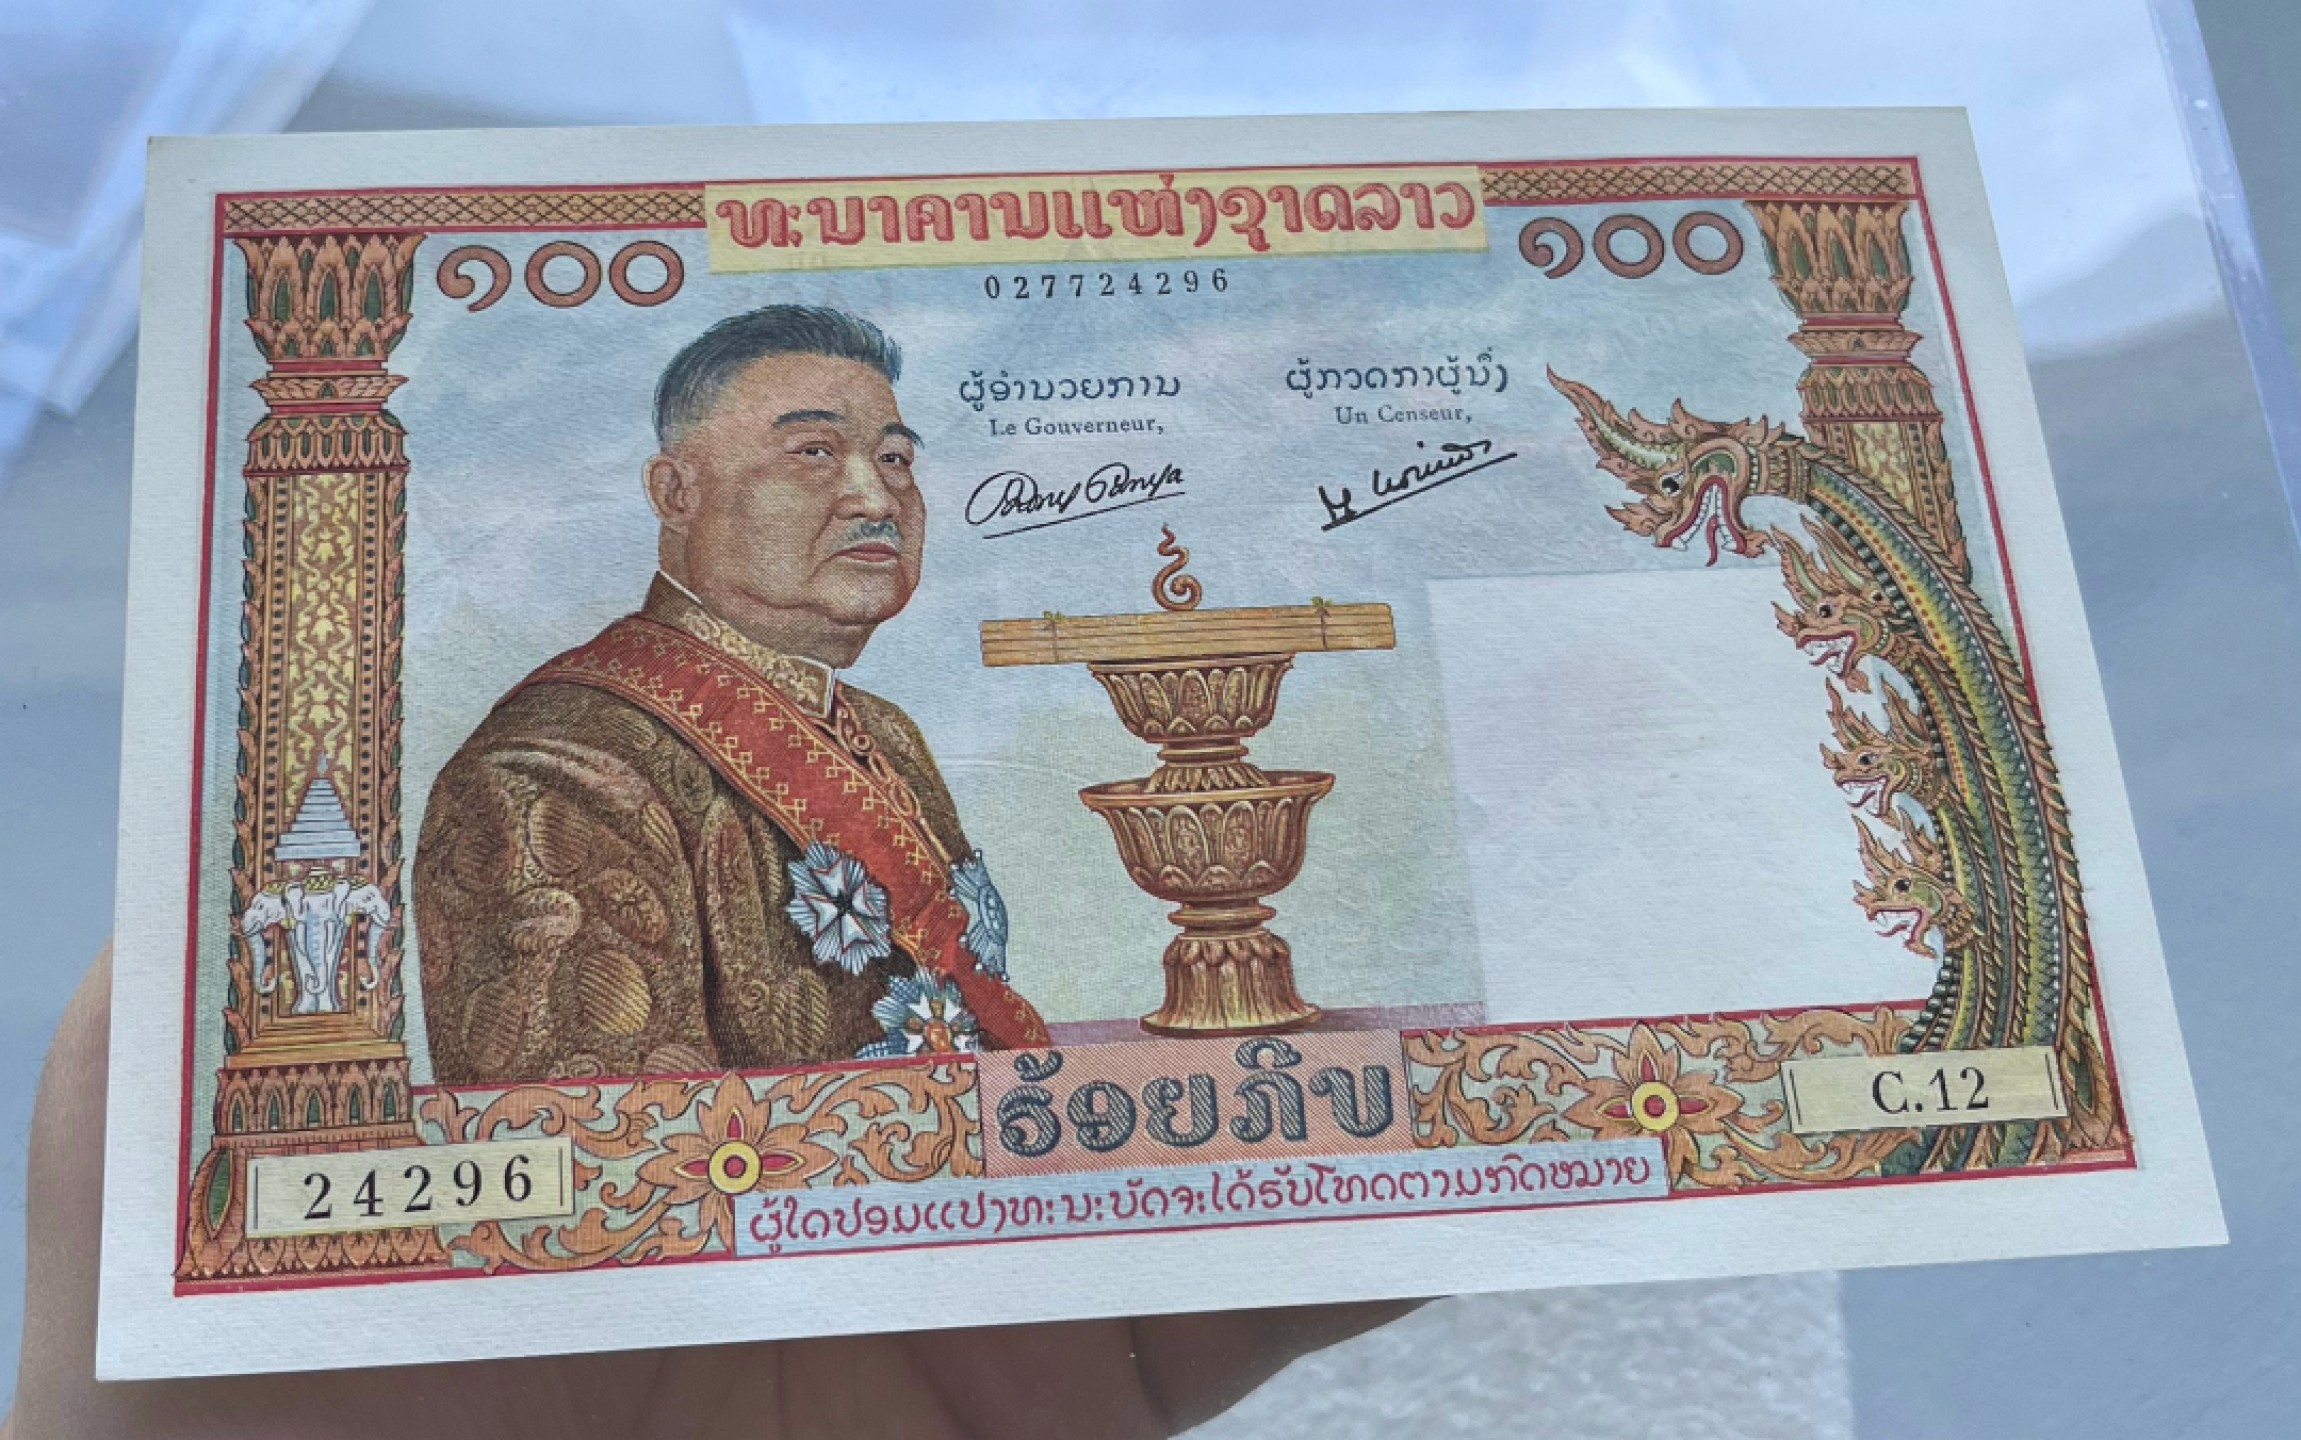 ທະນາຄານແຫ່ງຊາດລາວ
໑໐໐
໑໐໐
027724296
ຜູ້ອຳນວຍການ
Le Gouverneur,
ຜູ້ກວດກາຜູ້ນຶ່ງ
Un Censeur,
ຮ້ອຍກີບ
24296
C.12
ຜູ້ໃດປອມແປງທະນະບັດຈະໄດ້ຮັບໂທດຕາມກົດໝາຍ